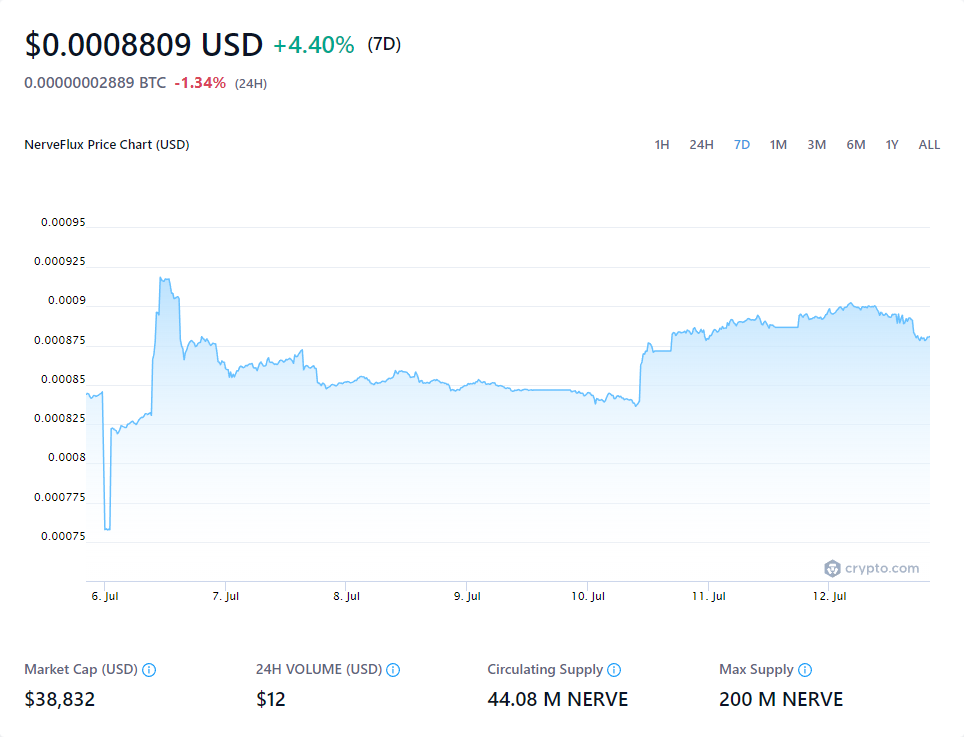 $0.0008809 USD +4.40% (7D)
0.00000002889 BTC -1.34% (24H)
NerveFlux Price Chart (USD) 1H 24H 7D 1M 3M 6M 1Y ALL
0.00095
0.000925
0.0009
0.000875
0.00085
0.000825
0.0008
0.000775
0.00075
crypto.com
6. Jul 7. Jul 8. Jul 9. Jul 10. Jul 11. Jul 12. Jul
Market Cap (USD) 24H VOLUME (USD) Circulating Supply Max Supply
$38,832 $12 44.08 M NERVE 200 M NERVE